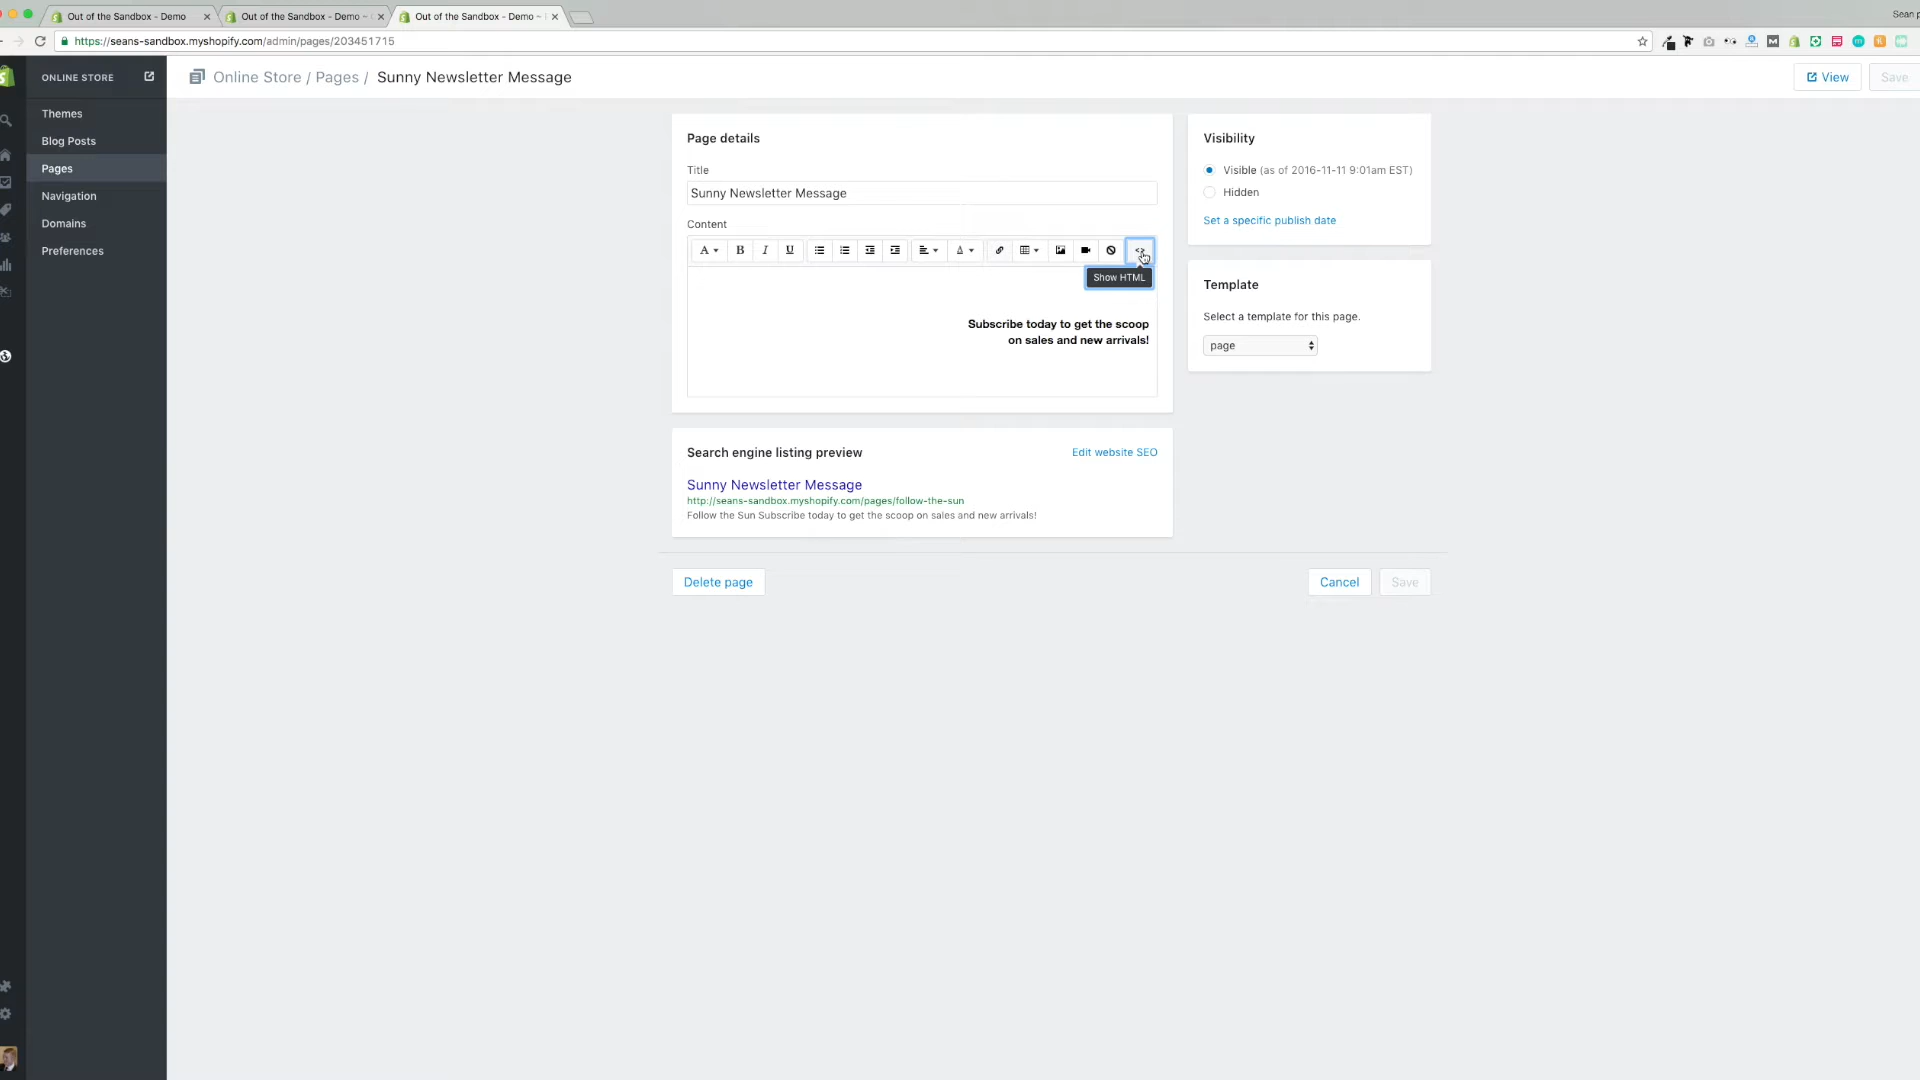 Out of the Sandbox - Demo
Out of the Sandbox - Demo ~
Out of the Sandbox - Demo ~
Sean
https://seans-sandbox.myshopify.com/admin/pages/203451715
ONLINE STORE
Online Store / Pages / Sunny Newsletter Message
View
Save
Themes
Blog Posts
Pages
Navigation
Domains
Preferences
Page details
Title
Sunny Newsletter Message
Content
A
B
I
U
A
<>
Show HTML
Subscribe today to get the scoop
on sales and new arrivals!
Visibility
Visible (as of 2016-11-11 9:01am EST)
Hidden
Set a specific publish date
Template
Select a template for this page.
page
Search engine listing preview
Edit website SEO
Sunny Newsletter Message
http://seans-sandbox.myshopify.com/pages/follow-the-sun
Follow the Sun Subscribe today to get the scoop on sales and new arrivals!
Delete page
Cancel
Save